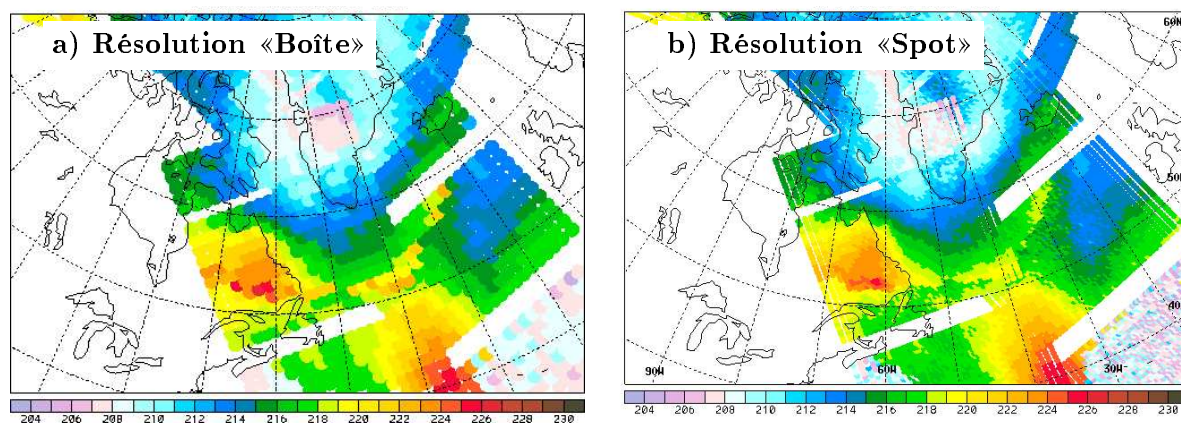 a) Résolution «Boîte»
204 206 208 210 212 214 216 218 220 222 224 226 228 230
b) Résolution «Spot»
60N
50N
40N
90W 60W 30W
204 206 208 210 212 214 216 218 220 222 224 226 228 230